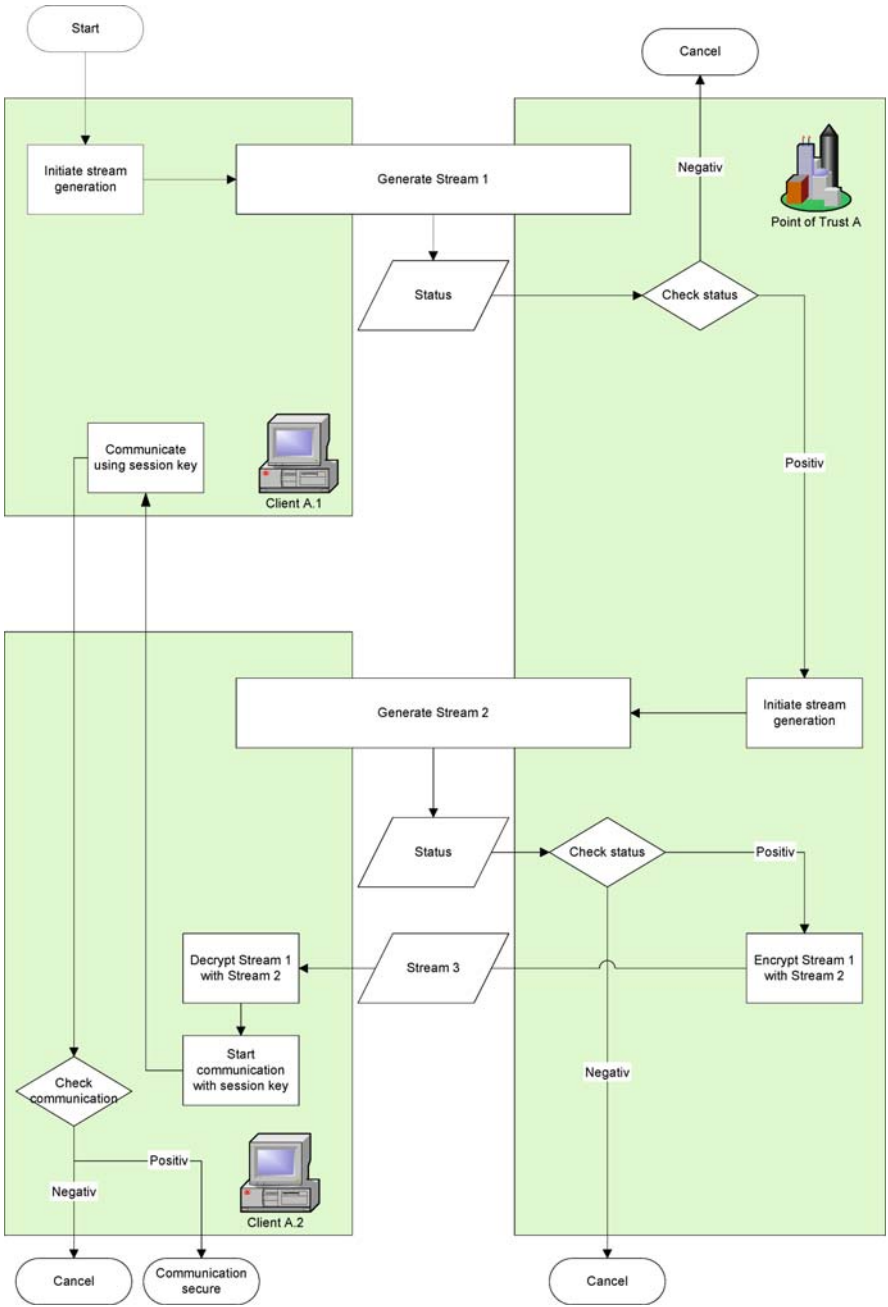 Start
Cancel
Initiate stream
generation
Generate Stream 1
Negativ
Point of Trust A
Status
Check status
Communicate
using session key
Client A.1
Positiv
Generate Stream 2
Initiate stream
generation
Status
Check status
Positiv
Decrypt Stream 1
with Stream 2
Stream 3
Encrypt Stream 1
with Stream 2
Start
communication
with session key
Check
communication
Negativ
Positiv
Negativ
Client A.2
Cancel
Communication
secure
Cancel